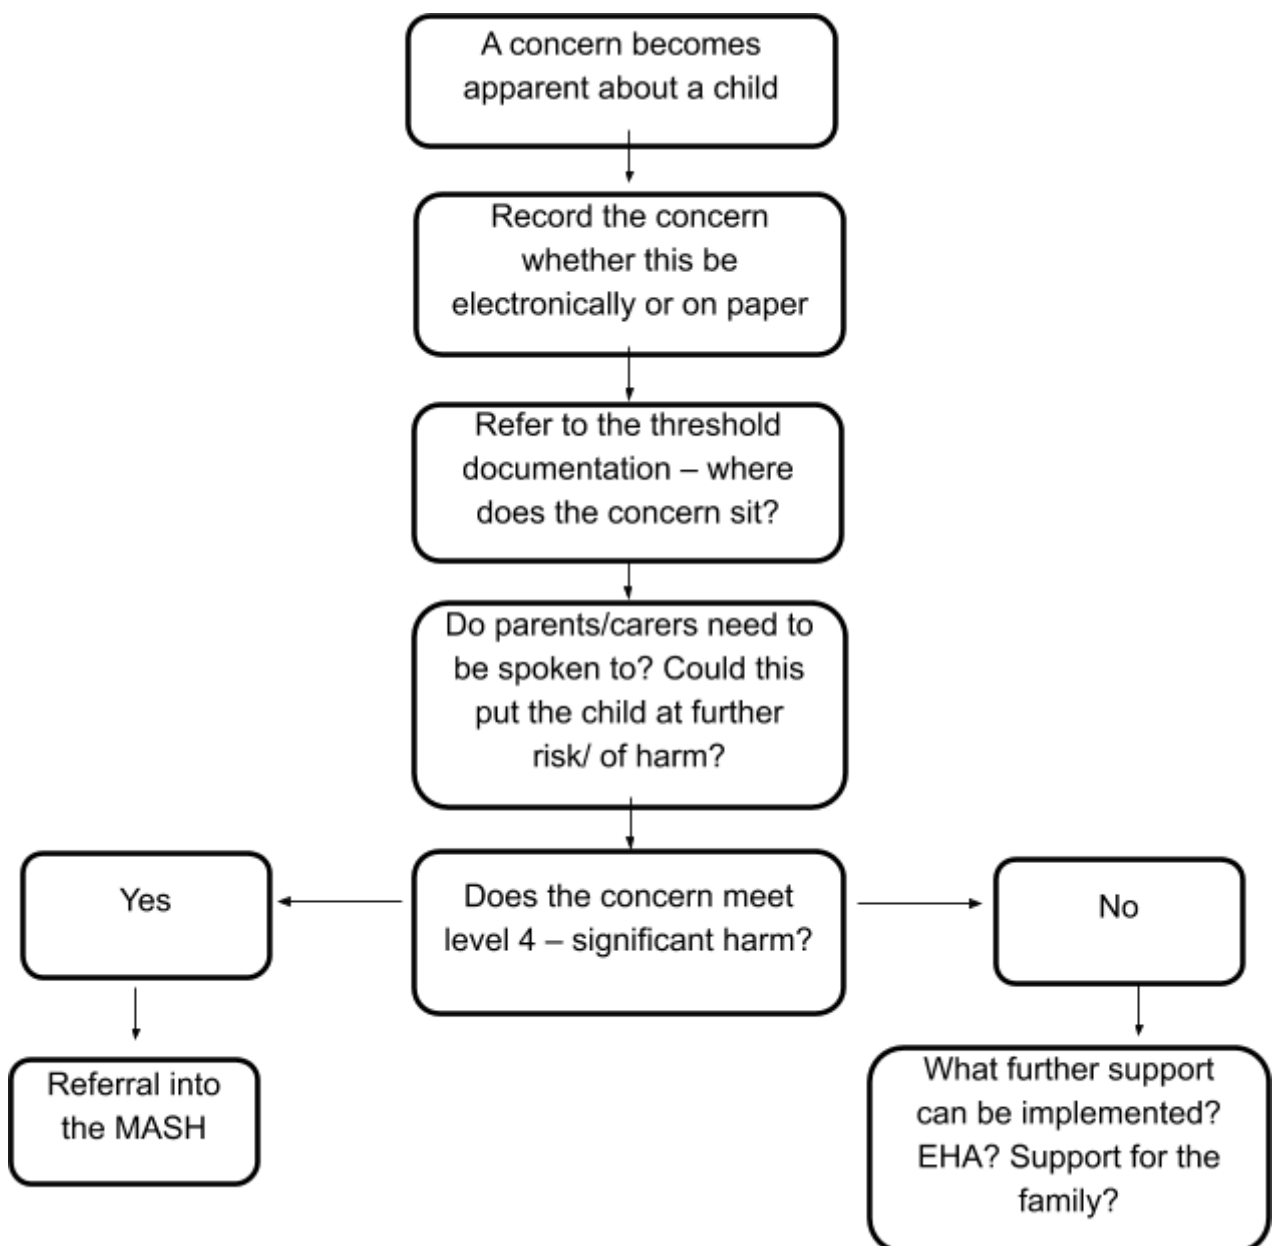 A concern becomes
apparent about a child
Record the concern
whether this be
electronically or on paper
Refer to the threshold
documentation – where
does the concern sit?
Do parents/carers need to
be spoken to? Could this
put the child at further
risk/ of harm?
Does the concern meet
level 4 – significant harm?
Yes
No
Referral into
the MASH
What further support
can be implemented?
EHA? Support for the
family?